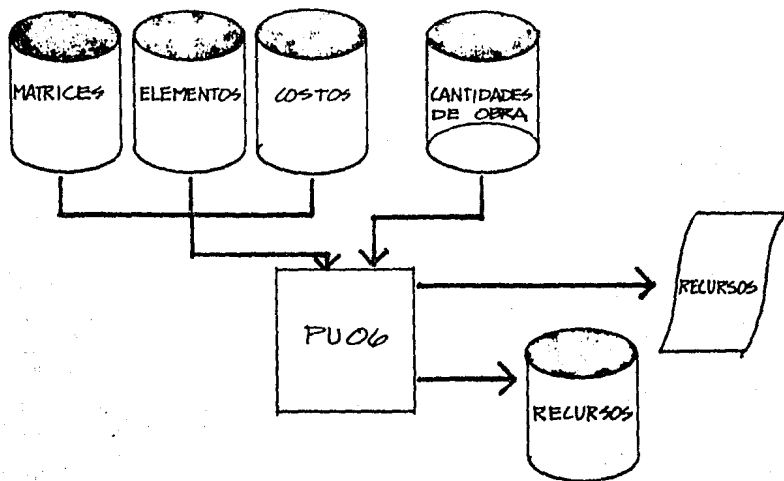 MATRICES
ELEMENTOS
COSTOS
CANTIDADES
DE OBRA
RECURSOS
PU06
RECURSOS